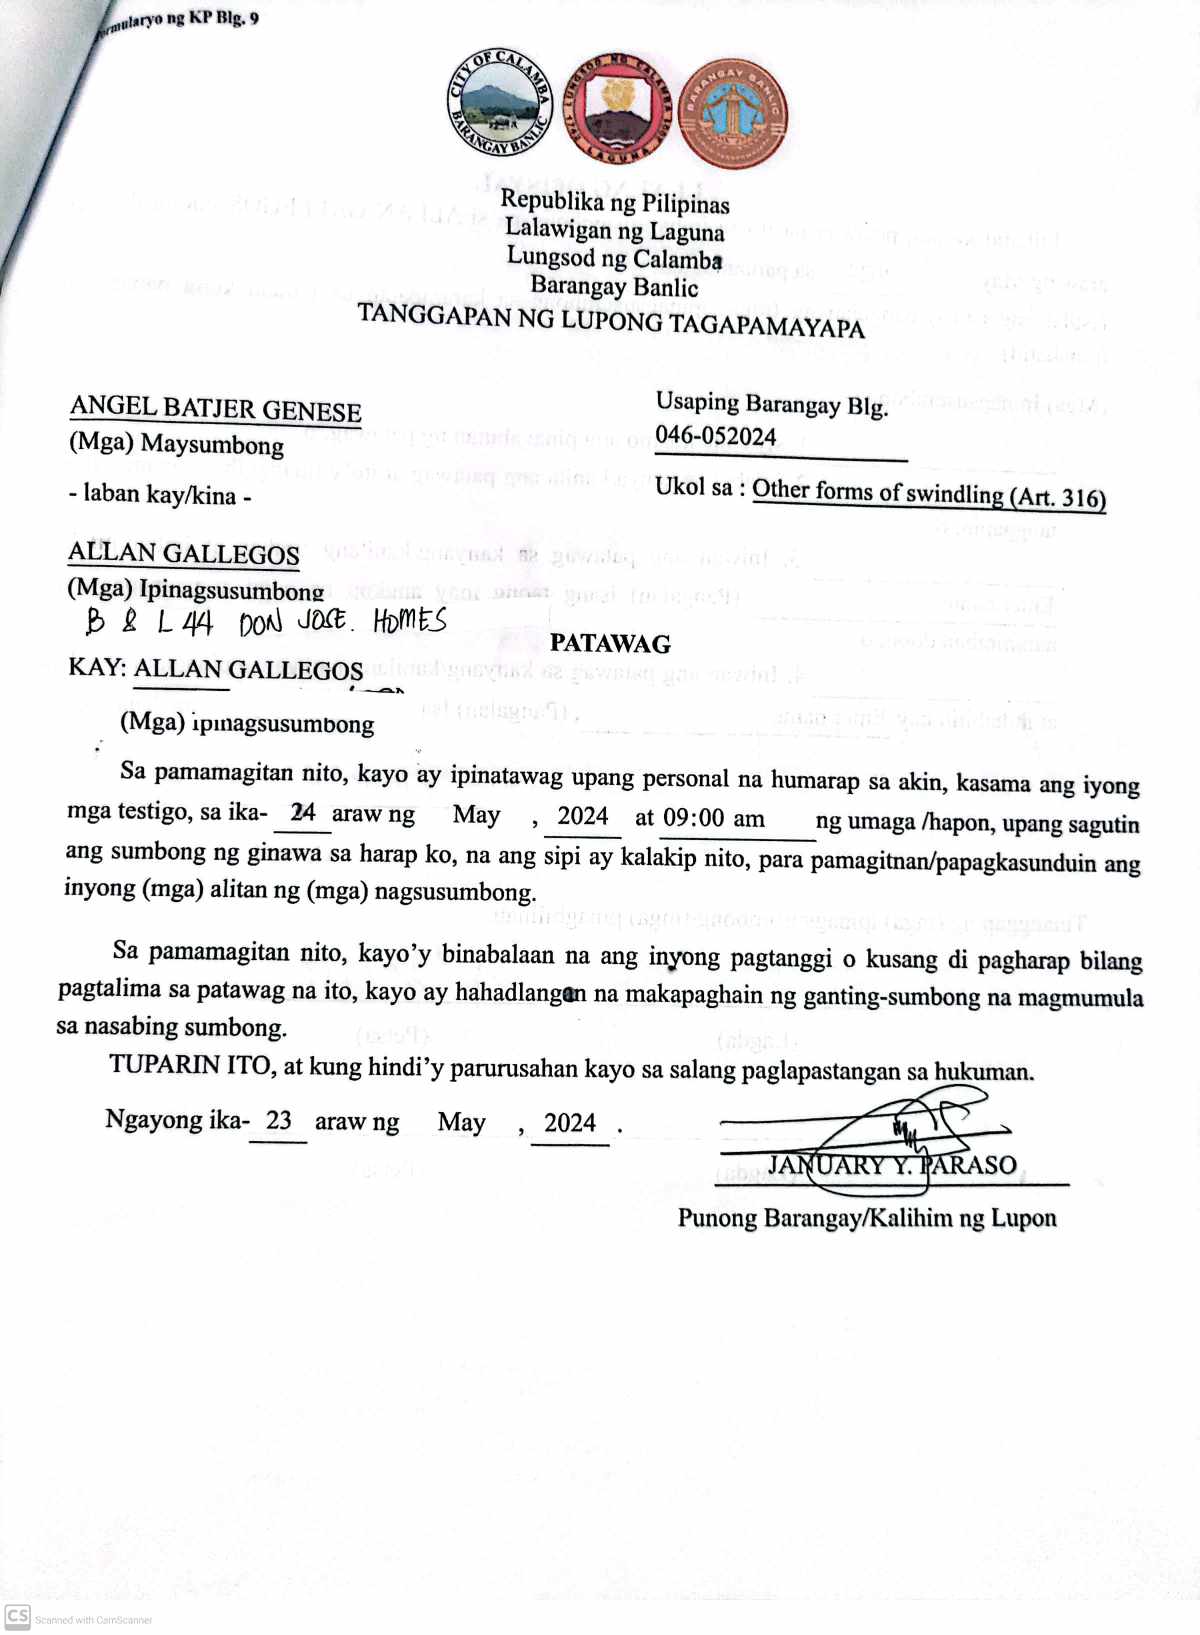 Formularyo ng KP Blg. 9
CITY OF CALAMBA
BARANGAY BANLIC
LUNGSOD NG CALAMBA
LAGUNA
BARANGAY BANLIC
Republika ng Pilipinas
Lalawigan ng Laguna
Lungsod ng Calamba
Barangay Banlic
TANGGAPAN NG LUPONG TAGAPAMAYAPA
ANGEL BATJER GENESE
(Mga) Maysumbong
- laban kay/kina -
Usaping Barangay Blg.
046-052024
Ukol sa : Other forms of swindling (Art. 316)
ALLAN GALLEGOS
(Mga) Ipinagsusumbong
B 8 L 44 DON JOSE. HOMES
PATAWAG
KAY: ALLAN GALLEGOS
(Mga) ipinagsusumbong
Sa pamamagitan nito, kayo ay ipinatawag upang personal na humarap sa akin, kasama ang iyong
mga testigo, sa ika- 24 araw ng May , 2024 at 09:00 am ng umaga /hapon, upang sagutin
ang sumbong ng ginawa sa harap ko, na ang sipi ay kalakip nito, para pamagitnan/papagkasunduin ang
inyong (mga) alitan ng (mga) nagsusumbong.
Sa pamamagitan nito, kayo'y binabalaan na ang inyong pagtanggi o kusang di pagharap bilang
pagtalima sa patawag na ito, kayo ay hahadlangan na makapaghain ng ganting-sumbong na magmumula
sa nasabing sumbong.
TUPARIN ITO, at kung hindi'y parurusahan kayo sa salang paglapastangan sa hukuman.
Ngayong ika- 23 araw ng May , 2024 .
JANUARY Y. PARASO
Punong Barangay/Kalihim ng Lupon
CS Scanned with CamScanner